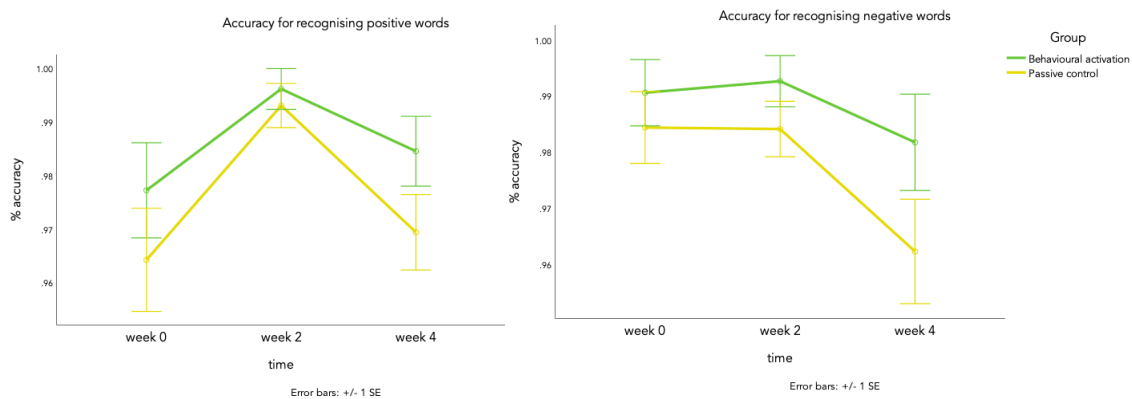 Accuracy for recognising positive words
% accuracy
1.00
.99
.98
.97
.96
week 0 week 2 week 4
time
Error bars: +/- 1 SE
Accuracy for recognising negative words
% accuracy
1.00
.99
.98
.97
.96
week 0 week 2 week 4
time
Error bars: +/- 1 SE
Group
Behavioural activation
Passive control